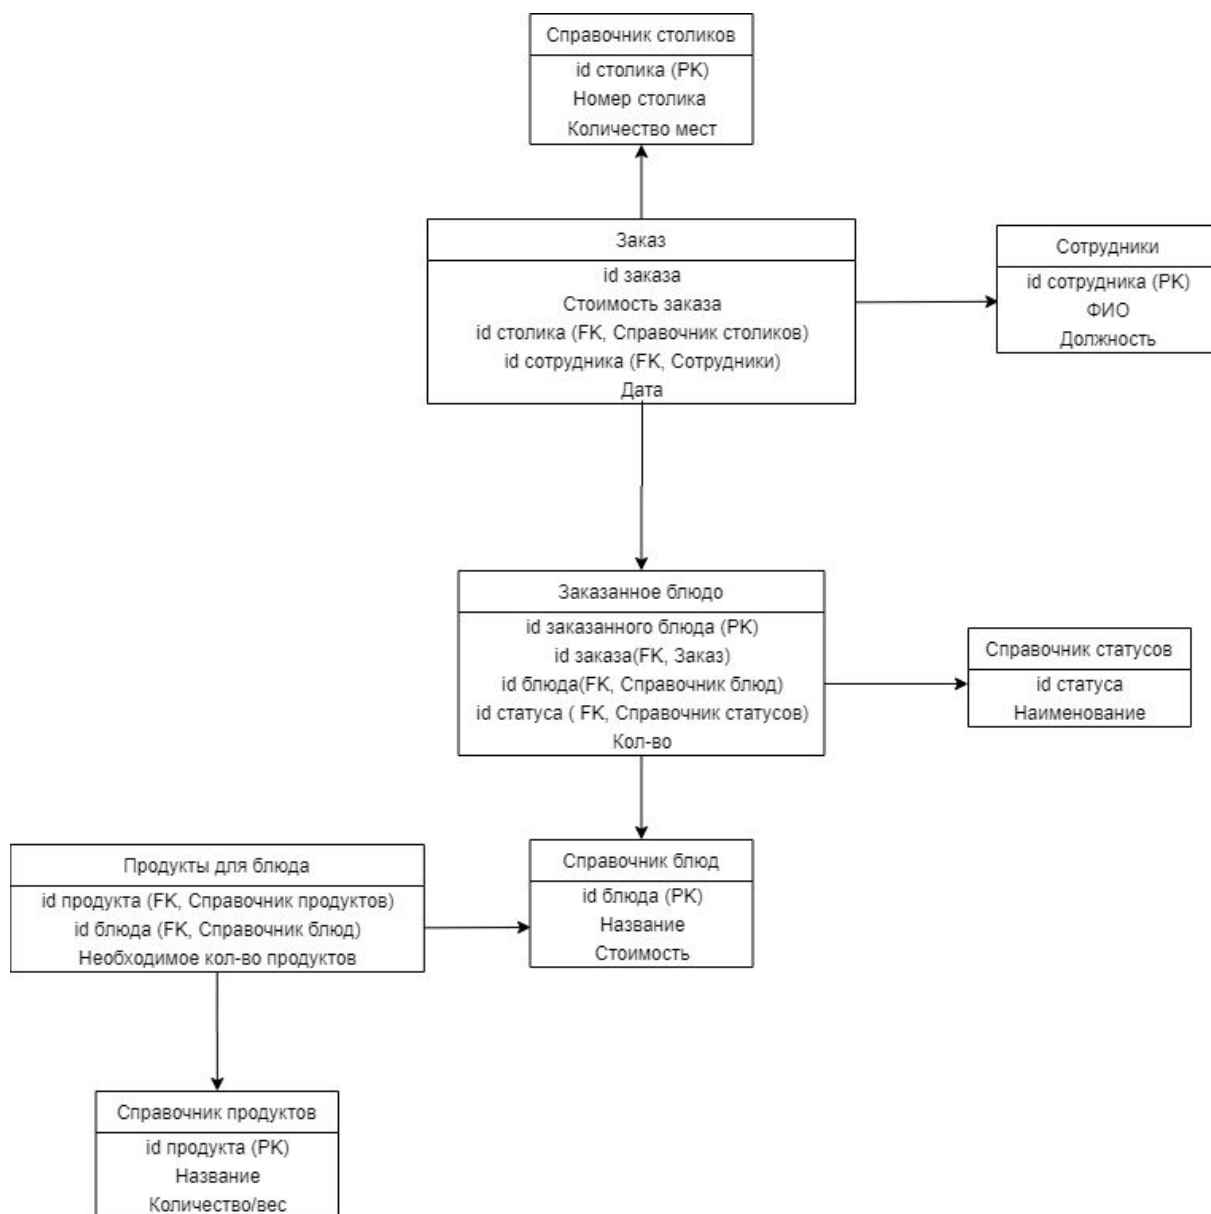 Справочник столиков
id столика (PK)
Номер столика
Количество мест
Заказ
id заказа
Стоимость заказа
id столика (FK, Справочник столиков)
id сотрудника (FK, Сотрудники)
Дата
Сотрудники
id сотрудника (PK)
ФИО
Должность
Заказанное блюдо
id заказанного блюда (PK)
id заказа(FK, Заказ)
id блюда(FK, Справочник блюд)
id статуса ( FK, Справочник статусов)
Кол-во
Справочник статусов
id статуса
Наименование
Продукты для блюда
id продукта (FK, Справочник продуктов)
id блюда (FK, Справочник блюд)
Необходимое кол-во продуктов
Справочник блюд
id блюда (PK)
Название
Стоимость
Справочник продуктов
id продукта (PK)
Название
Количество/вес